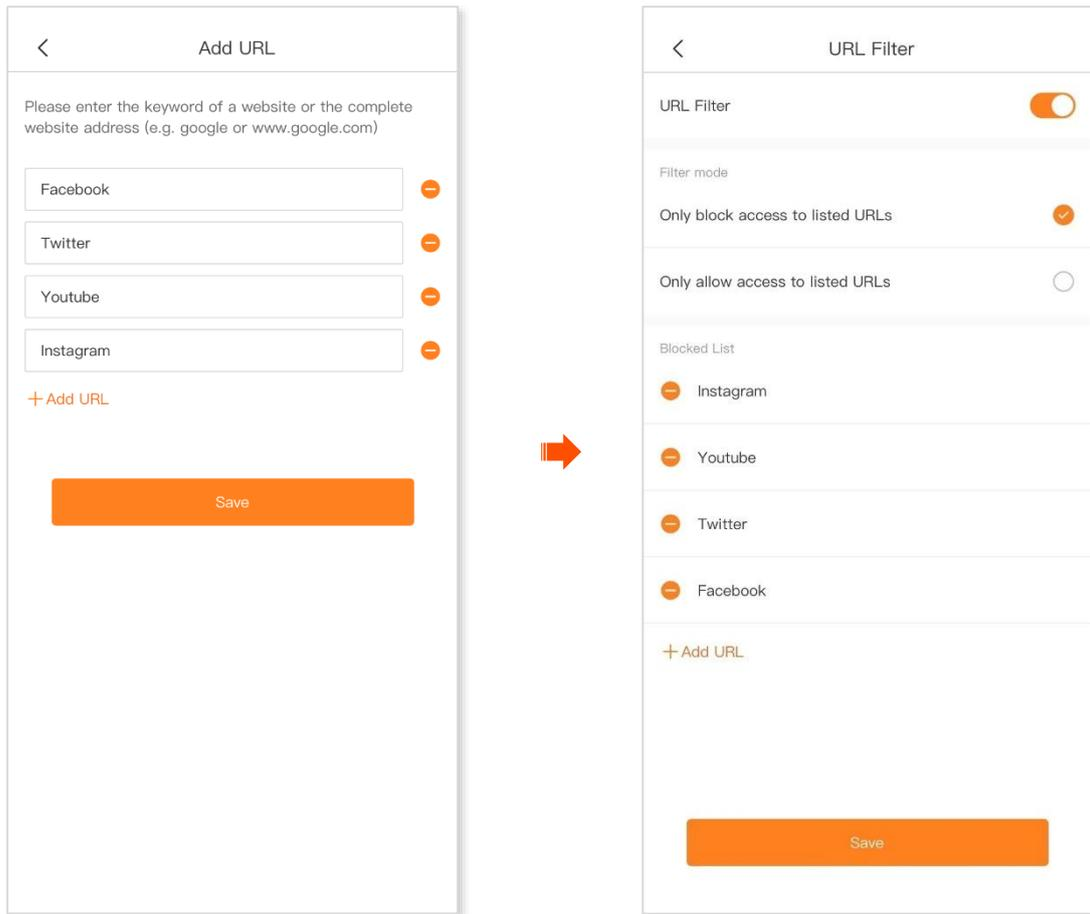 Add URL
Please enter the keyword of a website or the complete
website address (e.g. google or www.google.com)
Facebook
Twitter
Youtube
Instagram
+Add URL
Save
URL Filter
URL Filter
Filter mode
Only block access to listed URLs
Only allow access to listed URLs
Blocked List
Instagram
Youtube
Twitter
Facebook
+Add URL
Save